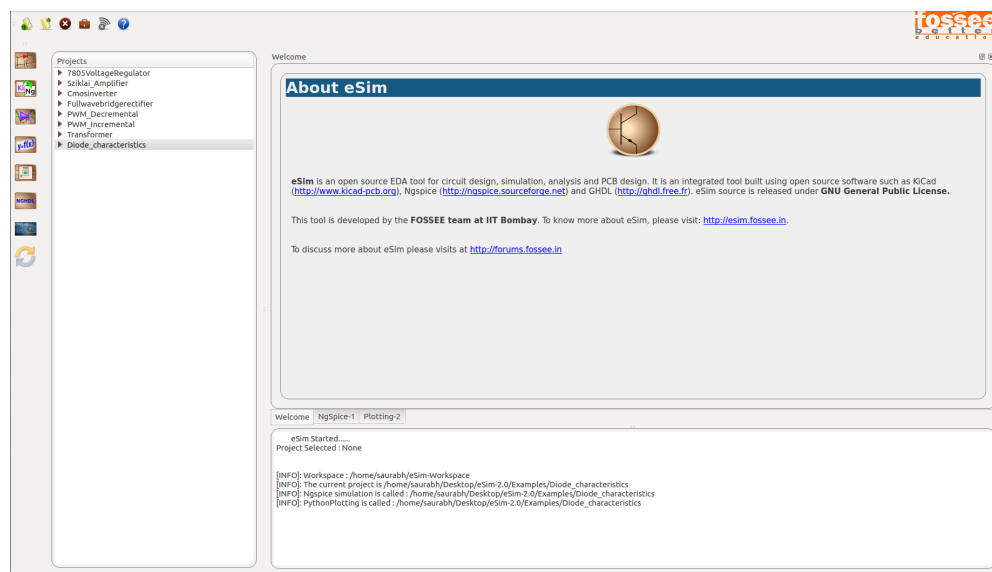 fossee
better
education
Projects
7805VoltageRegulator
Sziklai_Amplifier
Cmosinverter
Fullwavebridgerectifier
PWM_Decremental
PWM_Incremental
Transformer
Diode_characteristics
Ki
Ng
y=f(x)
NGHDL
Welcome
About eSim
eSim is an open source EDA tool for circuit design, simulation, analysis and PCB design. It is an integrated tool built using open source software such as KiCad
(http://www.kicad-pcb.org), Ngspice (http://ngspice.sourceforge.net) and GHDL (http://ghdl.free.fr). eSim source is released under GNU General Public License.
This tool is developed by the FOSSEE team at IIT Bombay. To know more about eSim, please visit: http://esim.fossee.in.
To discuss more about eSim please visits at http://forums.fossee.in
Welcome NgSpice-1 Plotting-2
eSim Started......
Project Selected : None
[INFO]: Workspace : /home/saurabh/eSim-Workspace
[INFO]: The current project is /home/saurabh/Desktop/eSim-2.0/Examples/Diode_characteristics
[INFO]: Ngspice simulation is called : /home/saurabh/Desktop/eSim-2.0/Examples/Diode_characteristics
[INFO]: PythonPlotting is called : /home/saurabh/Desktop/eSim-2.0/Examples/Diode_characteristics